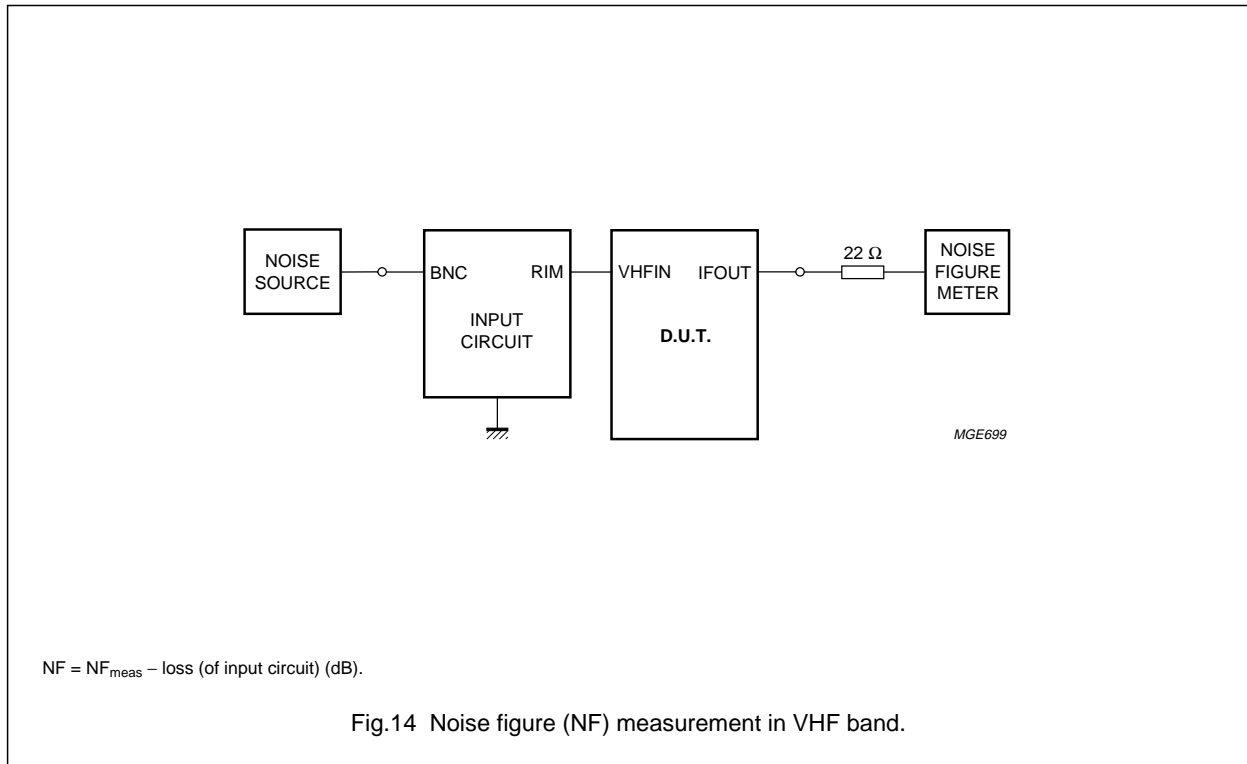 NOISE
SOURCE
BNC
RIM
INPUT
CIRCUIT
VHFIN
IFOUT
D.U.T.
22 Ω
NOISE
FIGURE
METER
MGE699
NF = NFmeas − loss (of input circuit) (dB).
Fig.14 Noise figure (NF) measurement in VHF band.